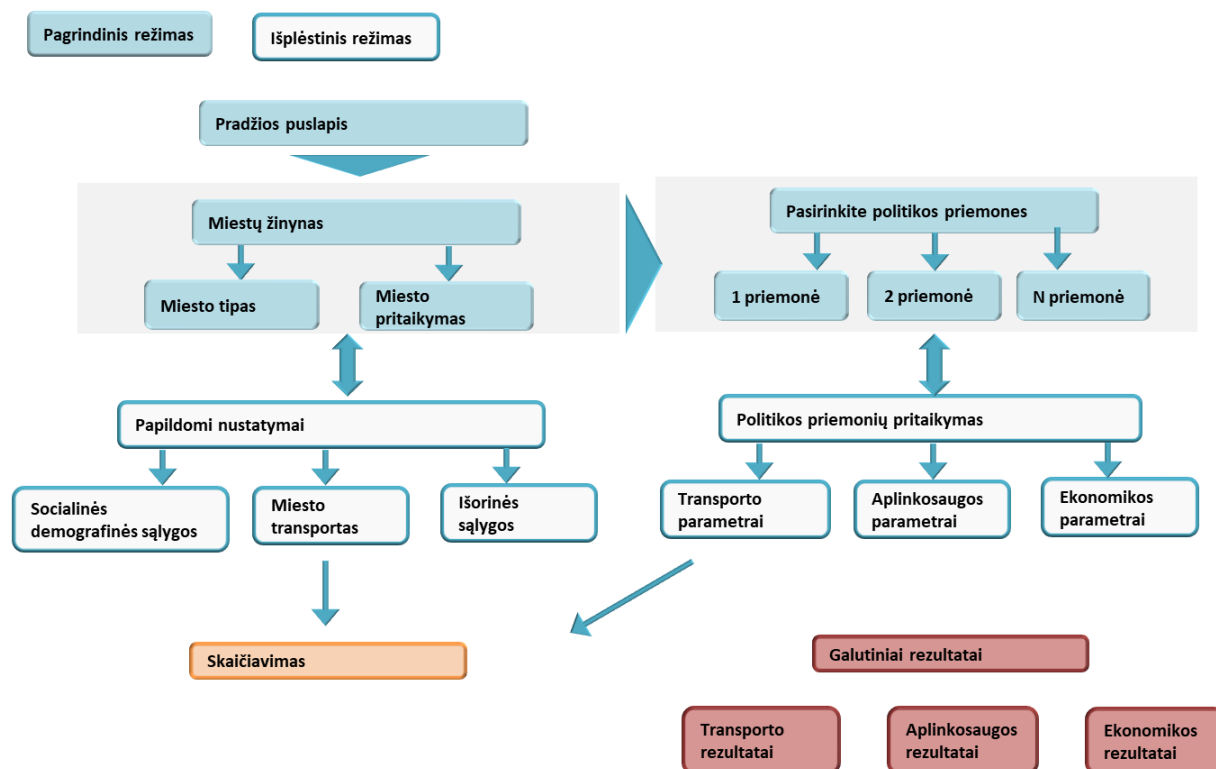 Pagrindinis režimas
Išplėstinis režimas
Pradžios puslapis
Miestų žinynas
Miesto tipas
Miesto
pritaikymas
Pasirinkite politikos priemones
1 priemonė
2 priemonė
N priemonė
Papildomi nustatymai
Socialinės
demografinės sąlygos
Miesto
transportas
Išorinės
sąlygos
Politikos priemonių pritaikymas
Transporto
parametrai
Aplinkosaugos
parametrai
Ekonomikos
parametrai
Skaičiavimas
Galutiniai rezultatai
Transporto
rezultatai
Aplinkosaugos
rezultatai
Ekonomikos
rezultatai